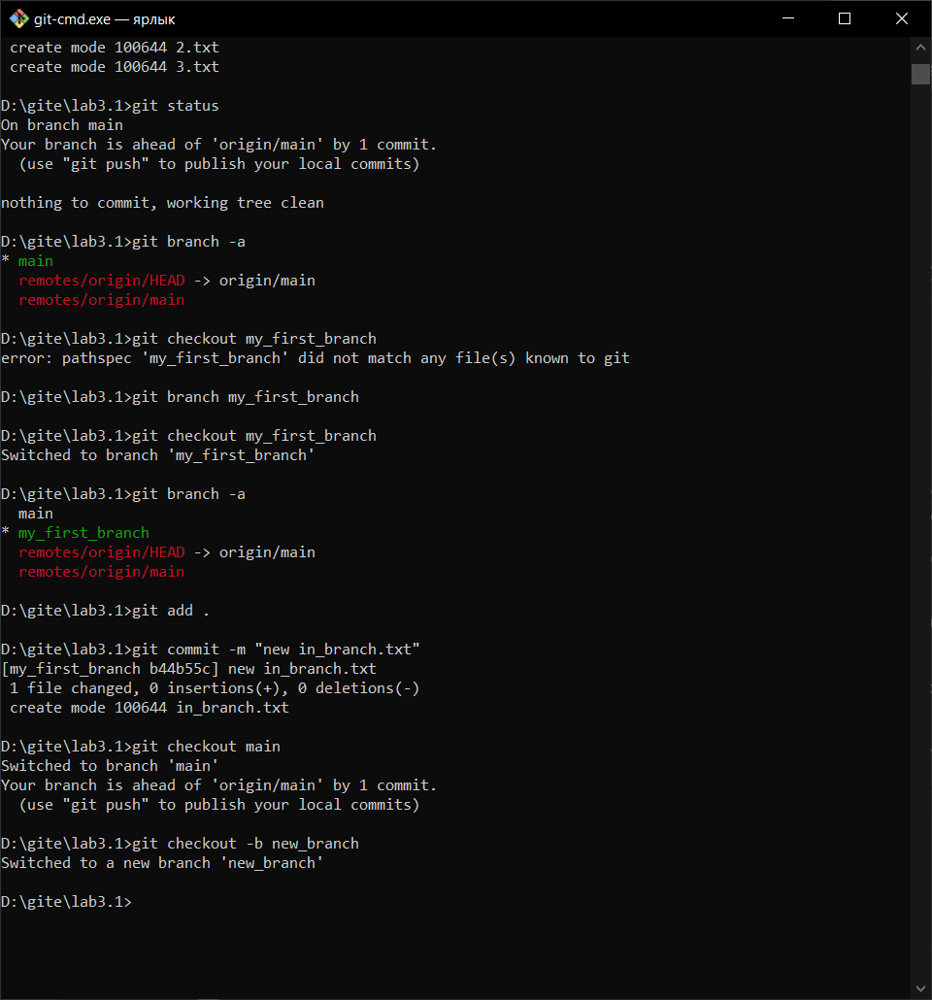 git-cmd.exe — ярлык
create mode 100644 2.txt
create mode 100644 3.txt
D:\gite\lab3.1>git status
On branch main
Your branch is ahead of 'origin/main' by 1 commit.
(use "git push" to publish your local commits)
nothing to commit, working tree clean
D:\gite\lab3.1>git branch -a
* main
remotes/origin/HEAD -> origin/main
remotes/origin/main
D:\gite\lab3.1>git checkout my_first_branch
error: pathspec 'my_first_branch' did not match any file(s) known to git
D:\gite\lab3.1>git branch my_first_branch
D:\gite\lab3.1>git checkout my_first_branch
Switched to branch 'my_first_branch'
D:\gite\lab3.1>git branch -a
main
* my_first_branch
remotes/origin/HEAD -> origin/main
remotes/origin/main
D:\gite\lab3.1>git add .
D:\gite\lab3.1>git commit -m "new in_branch.txt"
[my_first_branch b44b55c] new in_branch.txt
1 file changed, 0 insertions(+), 0 deletions(-)
create mode 100644 in_branch.txt
D:\gite\lab3.1>git checkout main
Switched to branch 'main'
Your branch is ahead of 'origin/main' by 1 commit.
(use "git push" to publish your local commits)
D:\gite\lab3.1>git checkout -b new_branch
Switched to a new branch 'new_branch'
D:\gite\lab3.1>